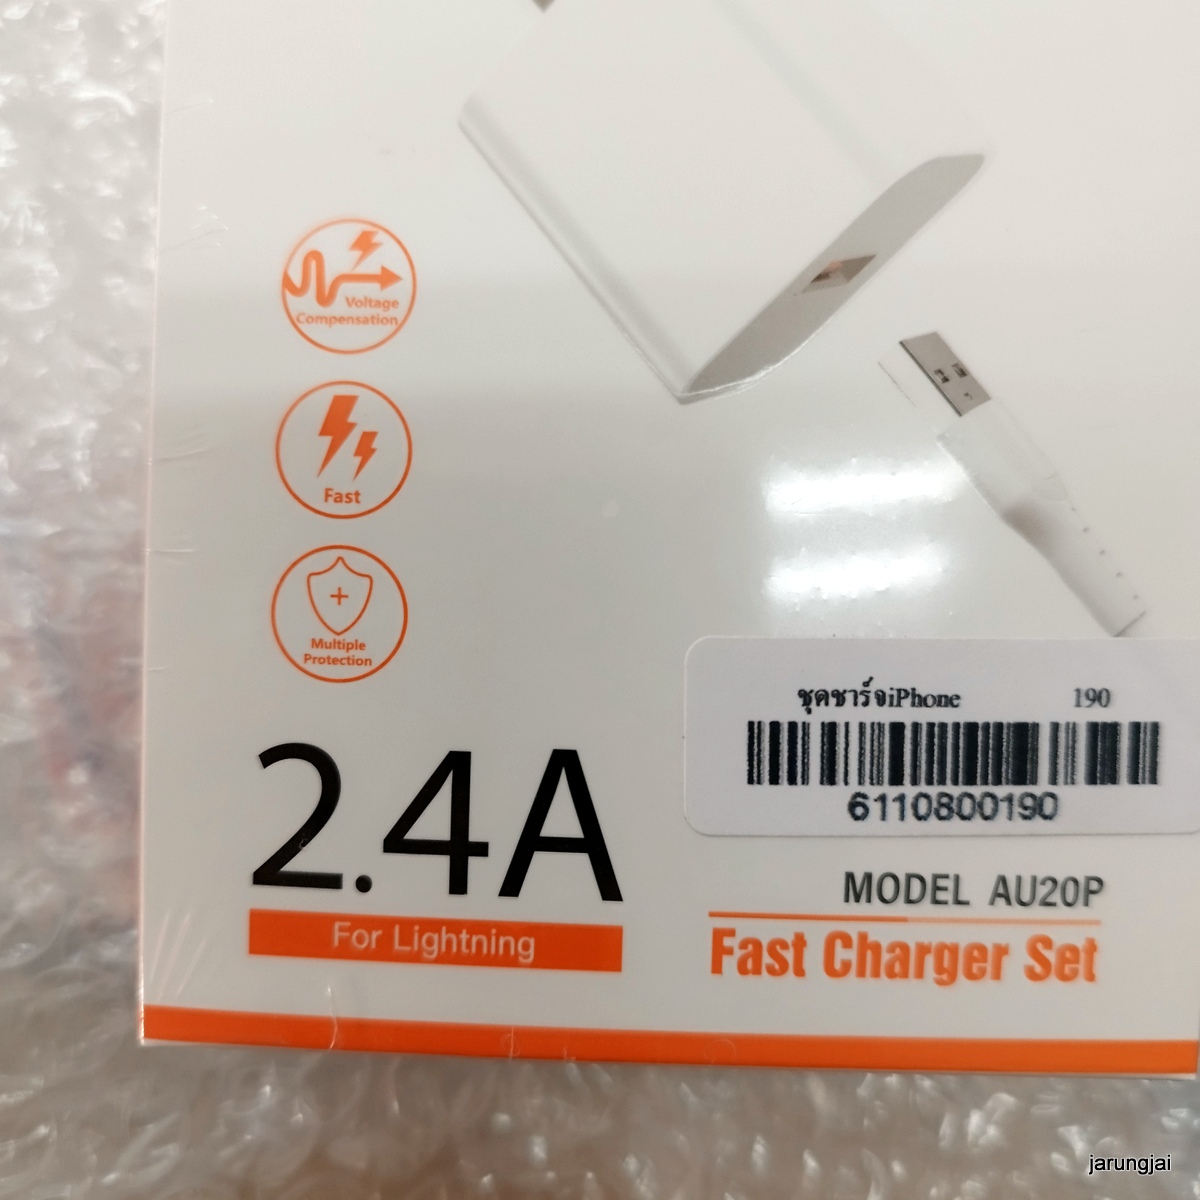 Voltage
Compensation
Fast
Multiple
Protection
2.4A
For Lightning
ชุดชาร์จiPhone 190
6110800190
MODEL AU20P
Fast Charger Set
jarungjai